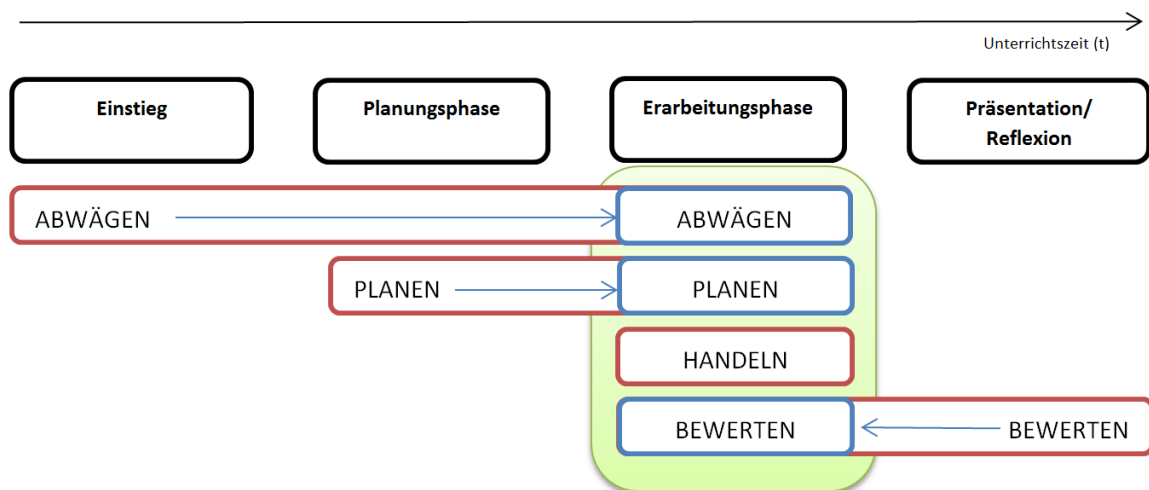 Unterrichtszeit (t)
Einstieg
Planungsphase
Erarbeitungsphase
Präsentation/
Reflexion
ABWÄGEN
ABWÄGEN
PLANEN
PLANEN
HANDELN
BEWERTEN
BEWERTEN